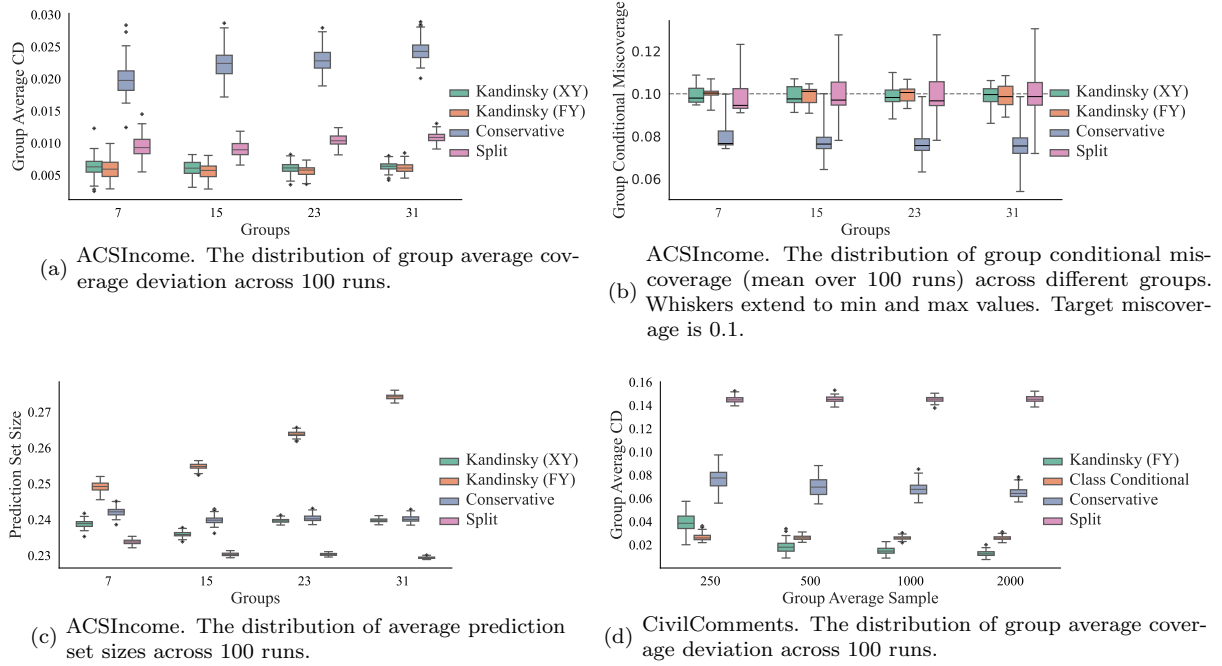 0.030
0.025
0.020
0.015
0.010
0.005
Group Average CD
7 15 23 31
Groups
Kandinsky (XY)
Kandinsky (FY)
Conservative
Split
(a) ACSIncome. The distribution of group average cov-
erage deviation across 100 runs.
0.12
0.10
0.08
0.06
Group Conditional Miscoverage
7 15 23 31
Groups
Kandinsky (XY)
Kandinsky (FY)
Conservative
Split
(b) ACSIncome. The distribution of group conditional mis-
coverage (mean over 100 runs) across different groups.
Whiskers extend to min and max values. Target miscover-
age is 0.1.
0.27
0.26
0.25
0.24
0.23
Prediction Set Size
7 15 23 31
Groups
Kandinsky (XY)
Kandinsky (FY)
Conservative
Split
(c) ACSIncome. The distribution of average prediction
set sizes across 100 runs.
0.16
0.14
0.12
0.10
0.08
0.06
0.04
0.02
Group Average CD
250 500 1000 2000
Group Average Sample
Kandinsky (FY)
Class Conditional
Conservative
Split
(d) CivilComments. The distribution of group average cover-
age deviation across 100 runs.